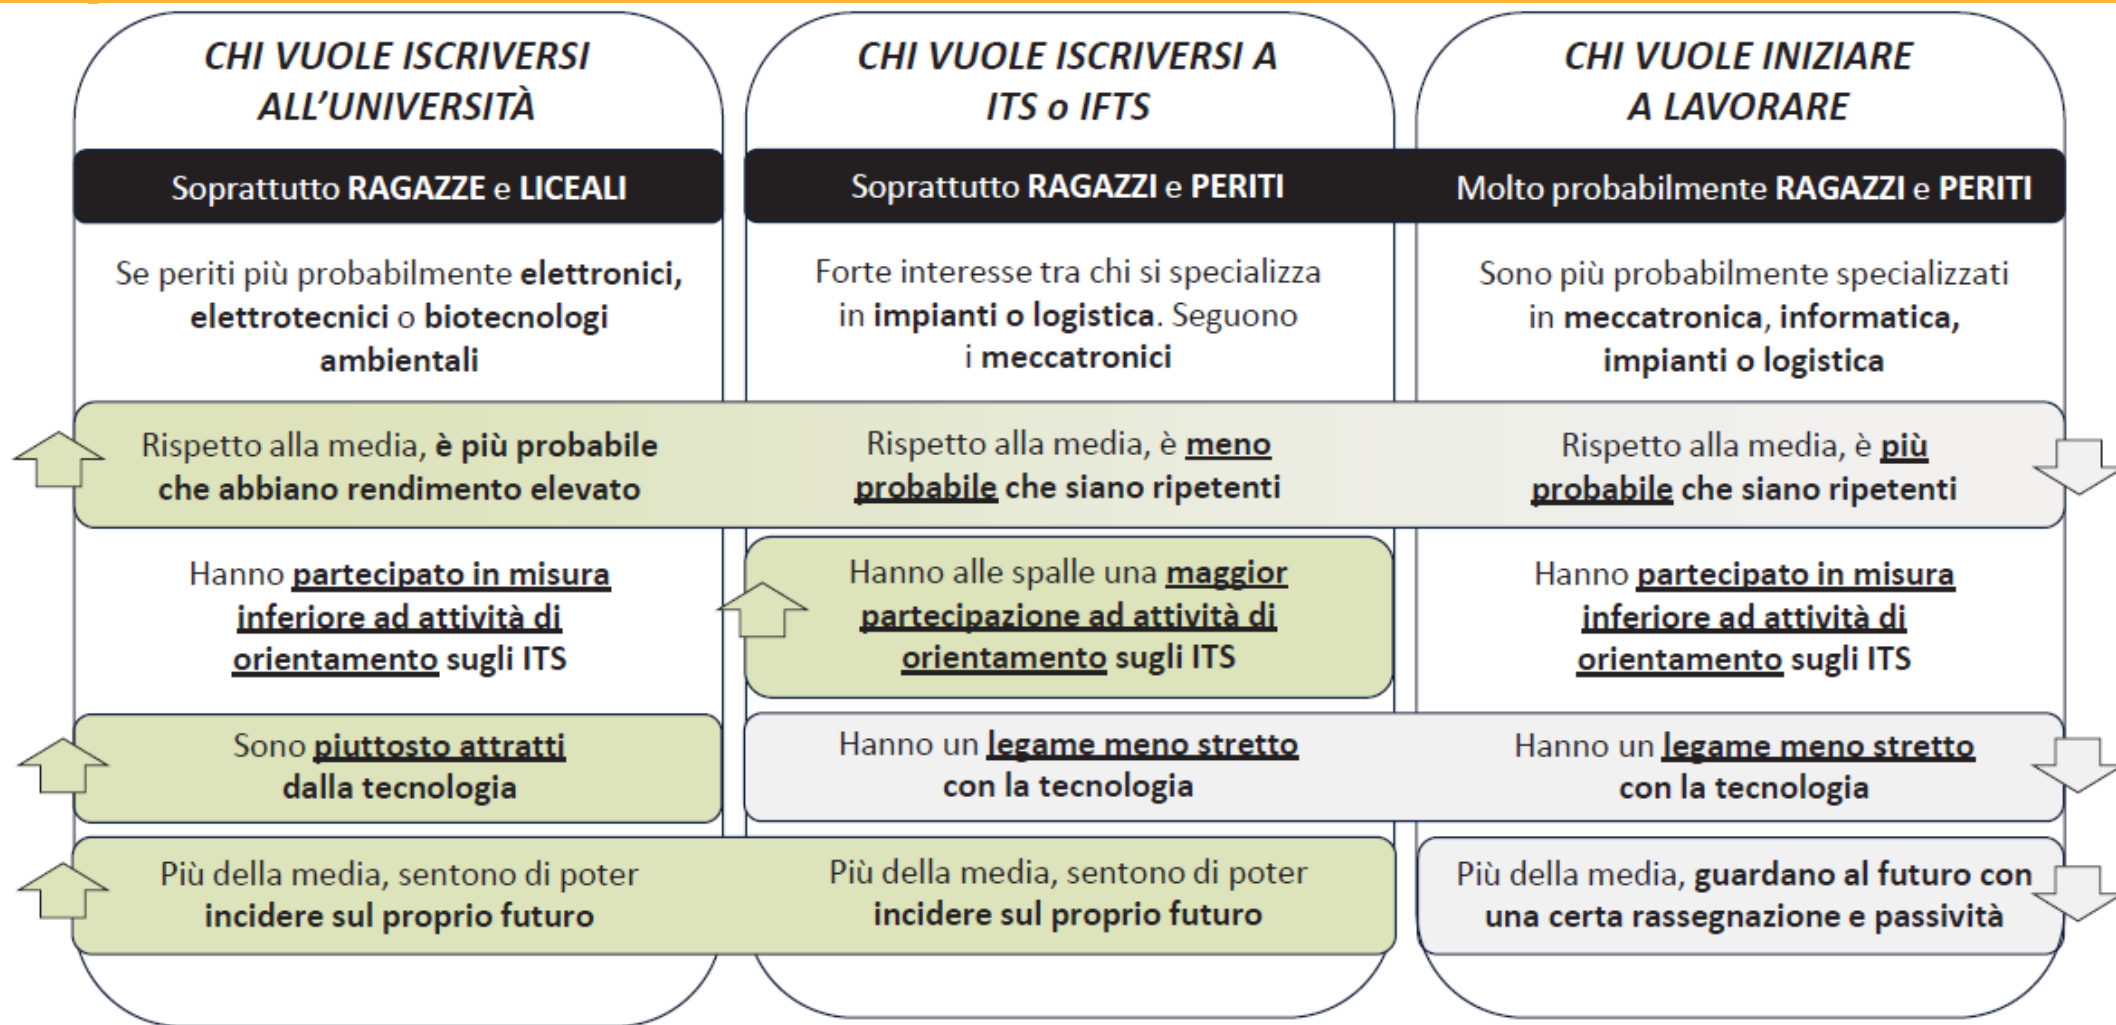 CHI VUOLE ISCRIVERSI
ALL'UNIVERSITÀ
Soprattutto RAGAZZE e LICEALI
Se periti più probabilmente elettronici,
elettrotecnici o biotecnologi
ambientali
Rispetto alla media, è più probabile
che abbiano rendimento elevato
Hanno partecipato in misura
inferiore ad attività di
orientamento sugli ITS
Sono piuttosto attratti
dalla tecnologia
Più della media, sentono di poter
incidere sul proprio futuro
CHI VUOLE ISCRIVERSI A
ITS o IFTS
Soprattutto RAGAZZI e PERITI
Forte interesse tra chi si specializza
in impianti o logistica. Seguono
i meccatronici
Rispetto alla media, è meno
probabile che siano ripetenti
Hanno alle spalle una maggior
partecipazione ad attività di
orientamento sugli ITS
Hanno un legame meno stretto
con la tecnologia
Più della media, sentono di poter
incidere sul proprio futuro
CHI VUOLE INIZIARE
A LAVORARE
Molto probabilmente RAGAZZI e PERITI
Sono più probabilmente specializzati
in meccatronica, informatica,
impianti o logistica
Rispetto alla media, è più
probabile che siano ripetenti
Hanno partecipato in misura
inferiore ad attività di
orientamento sugli ITS
Hanno un legame meno stretto
con la tecnologia
Più della media, guardano al futuro con
una certa rassegnazione e passività